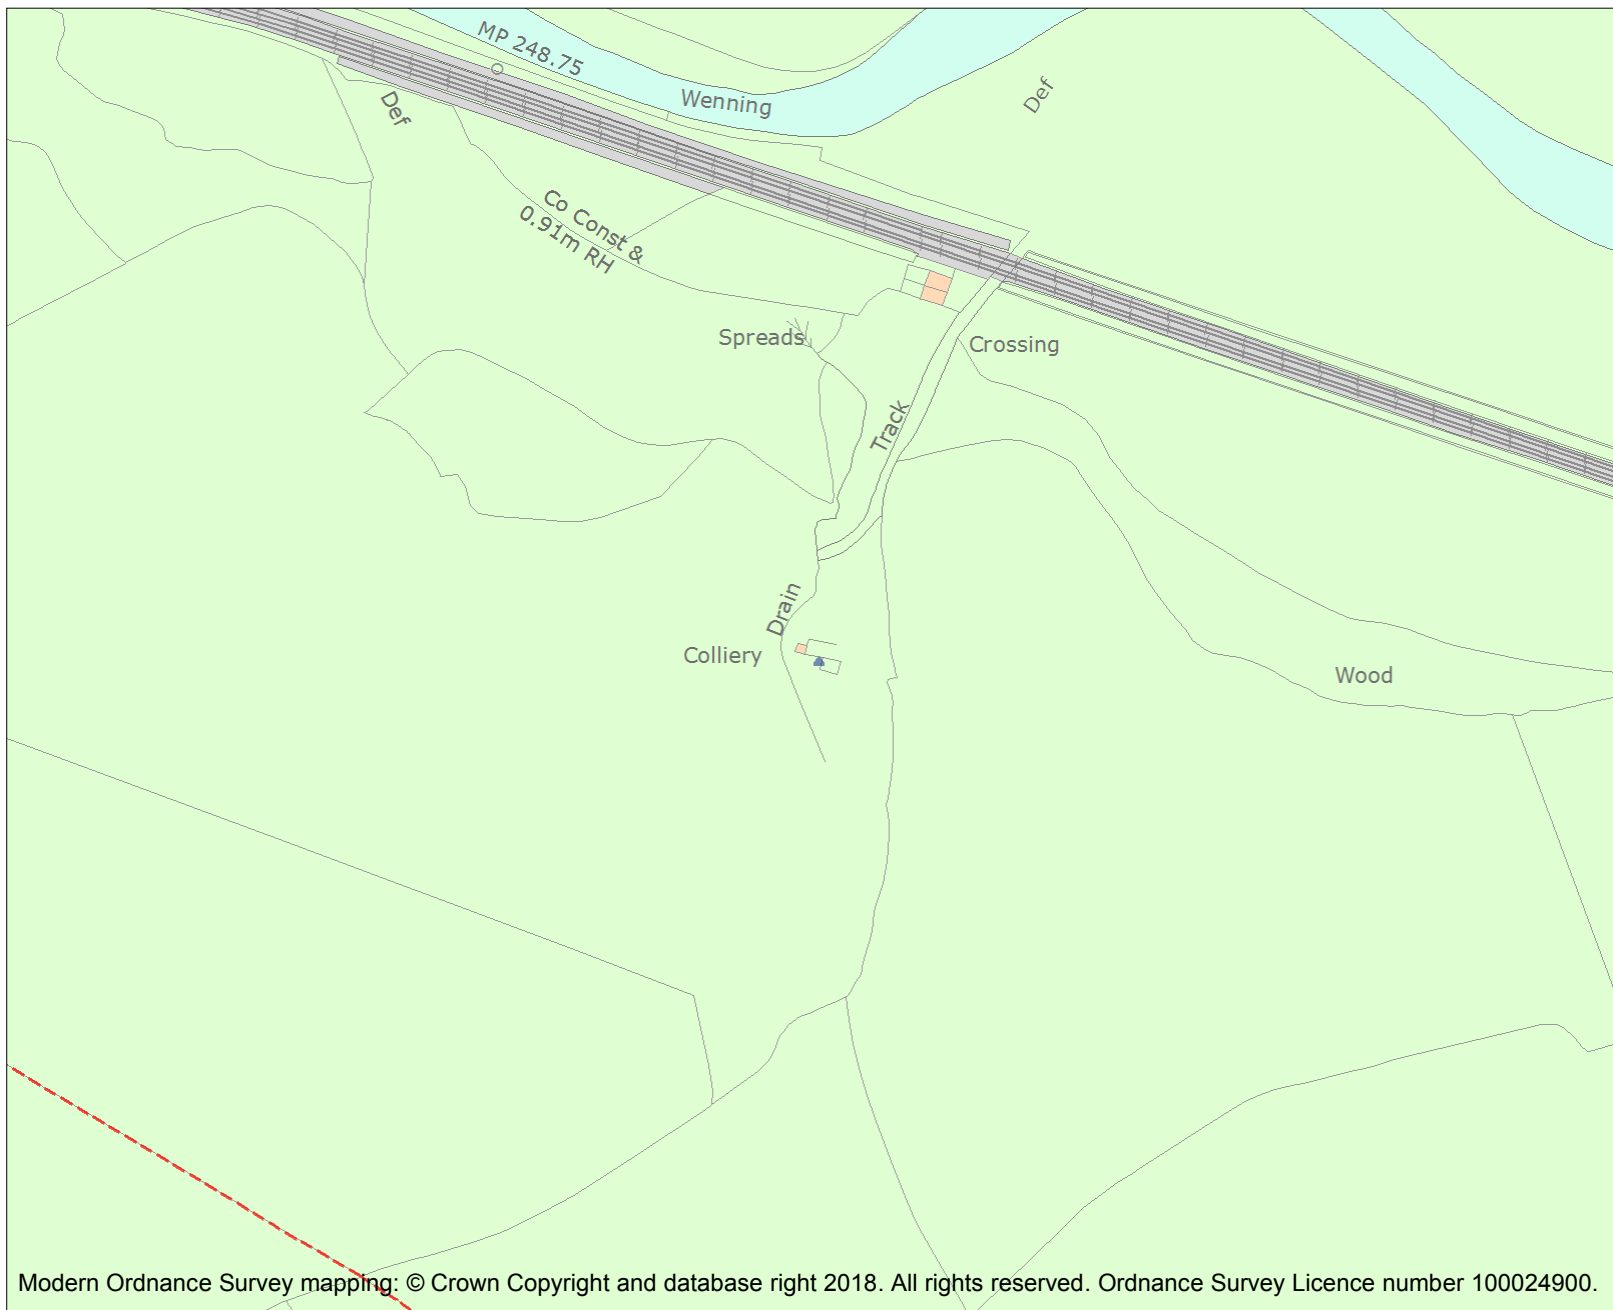 MP 248.75
Wenning
Def
Def
Co Const &
0.91m RH
Spreads
Crossing
Track
Drain
Colliery
Wood
Modern Ordnance Survey mapping: © Crown Copyright and database right 2018. All rights reserved. Ordnance Survey Licence number 100024900.